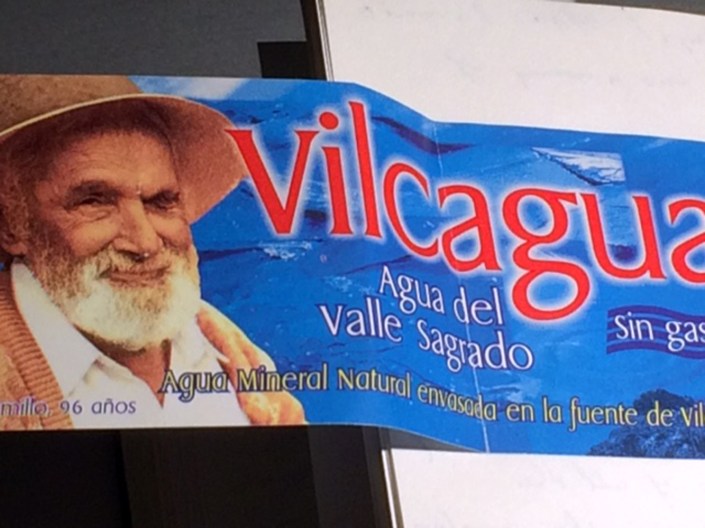 Vilcagua
Agua del
Valle Sagrado
Sin gas
Agua Mineral Natural envasada en la fuente de
96 años